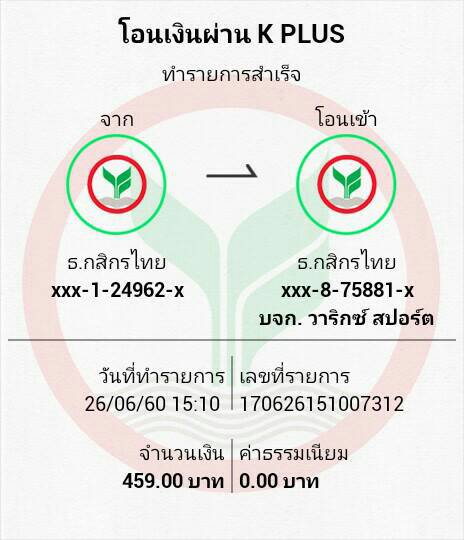 โอนเงินผ่าน K PLUS
ทำรายการสำเร็จ
จาก
โอนเข้า
ธ.กสิกรไทย
ธ.กสิกรไทย
xxx-1-24962-x
xxx-8-75881-x
บจก. วาริกซ์ สปอร์ต
วันที่ทำรายการ
เลขที่รายการ
26/06/60 15:10
170626151007312
จำนวนเงิน
ค่าธรรมเนียม
459.00 บาท
0.00 บาท